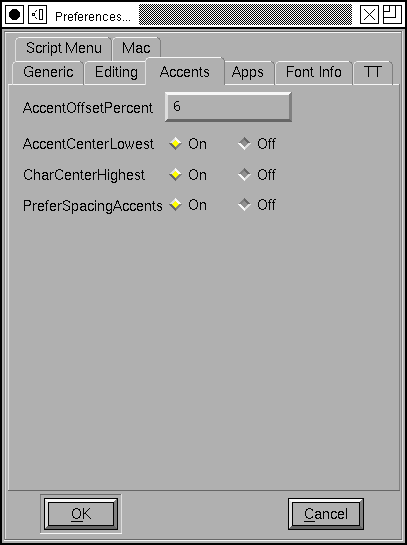 Preferences...
Script Menu Mac
Generic Editing Accents Apps Font Info TT
AccentOffsetPercent 6
AccentCenterLowest On Off
CharCenterHighest On Off
PreferSpacingAccents On Off
OK Cancel